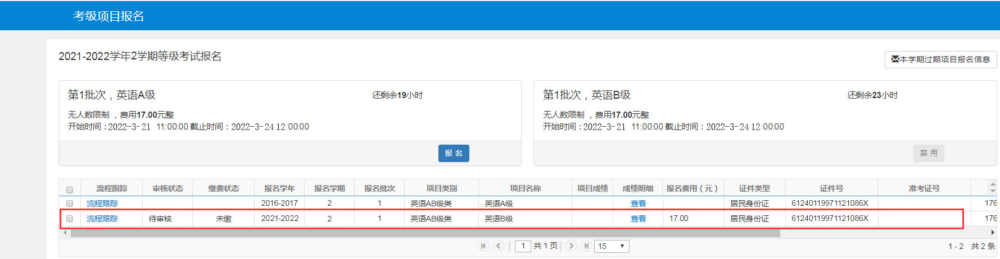 考级项目报名
2021-2022学年2学期等级考试报名
本学期过期项目报名信息
第1批次，英语A级 还剩余19小时
无人数限制 ，费用17.00元整
开始时间：2022-3-21 11:00:00 截止时间：2022-3-24 12:00:00
报 名
第1批次，英语B级 还剩余23小时
无人数限制 ，费用17.00元整
开始时间：2022-3-21 11:00:00 截止时间：2022-3-24 12:00:00
禁 用
流程跟踪 审核状态 缴费状态 报名学年 报名学期 报名批次 项目类别 项目名称 项目成绩 成绩明细 报名费用（元） 证件类型 证件号 准考证号
流程跟踪 2016-2017 2 1 英语AB级类 英语A级 查看 居民身份证 61240119971121086X 176
流程跟踪 待审核 未缴 2021-2022 2 1 英语AB级类 英语B级 查看 17.00 居民身份证 61240119971121086X 176
1 共 1 页 15 1 - 2 共 2 条